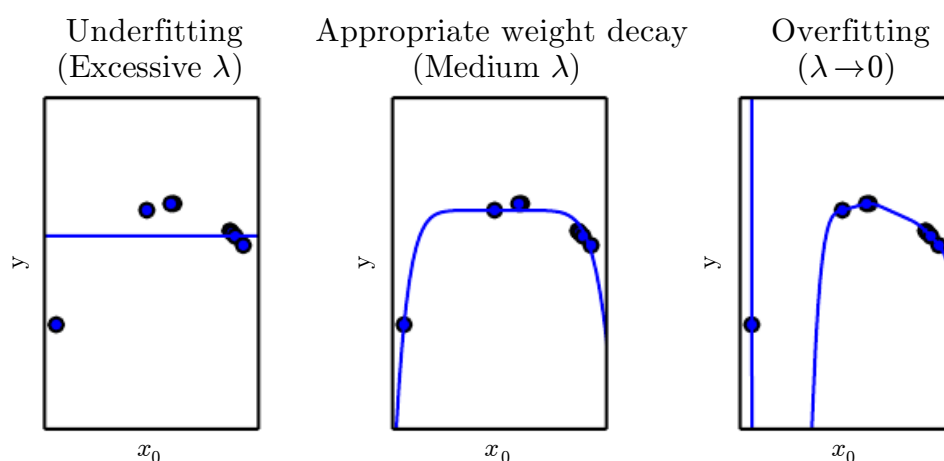 Underfitting
(Excessive λ)
Appropriate weight decay
(Medium λ)
Overfitting
(λ→0)
y
y
y
x₀
x₀
x₀